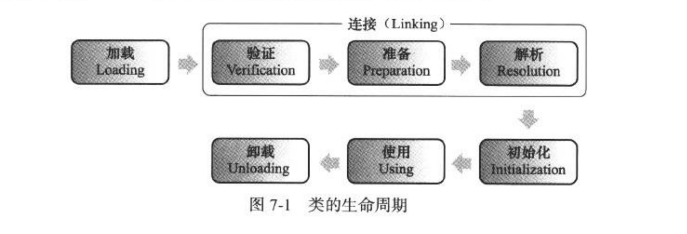 连接（Linking）
加载
Loading
验证
Verification
准备
Preparation
解析
Resolution
卸载
Unloading
使用
Using
初始化
Initialization
图 7-1 类的生命周期